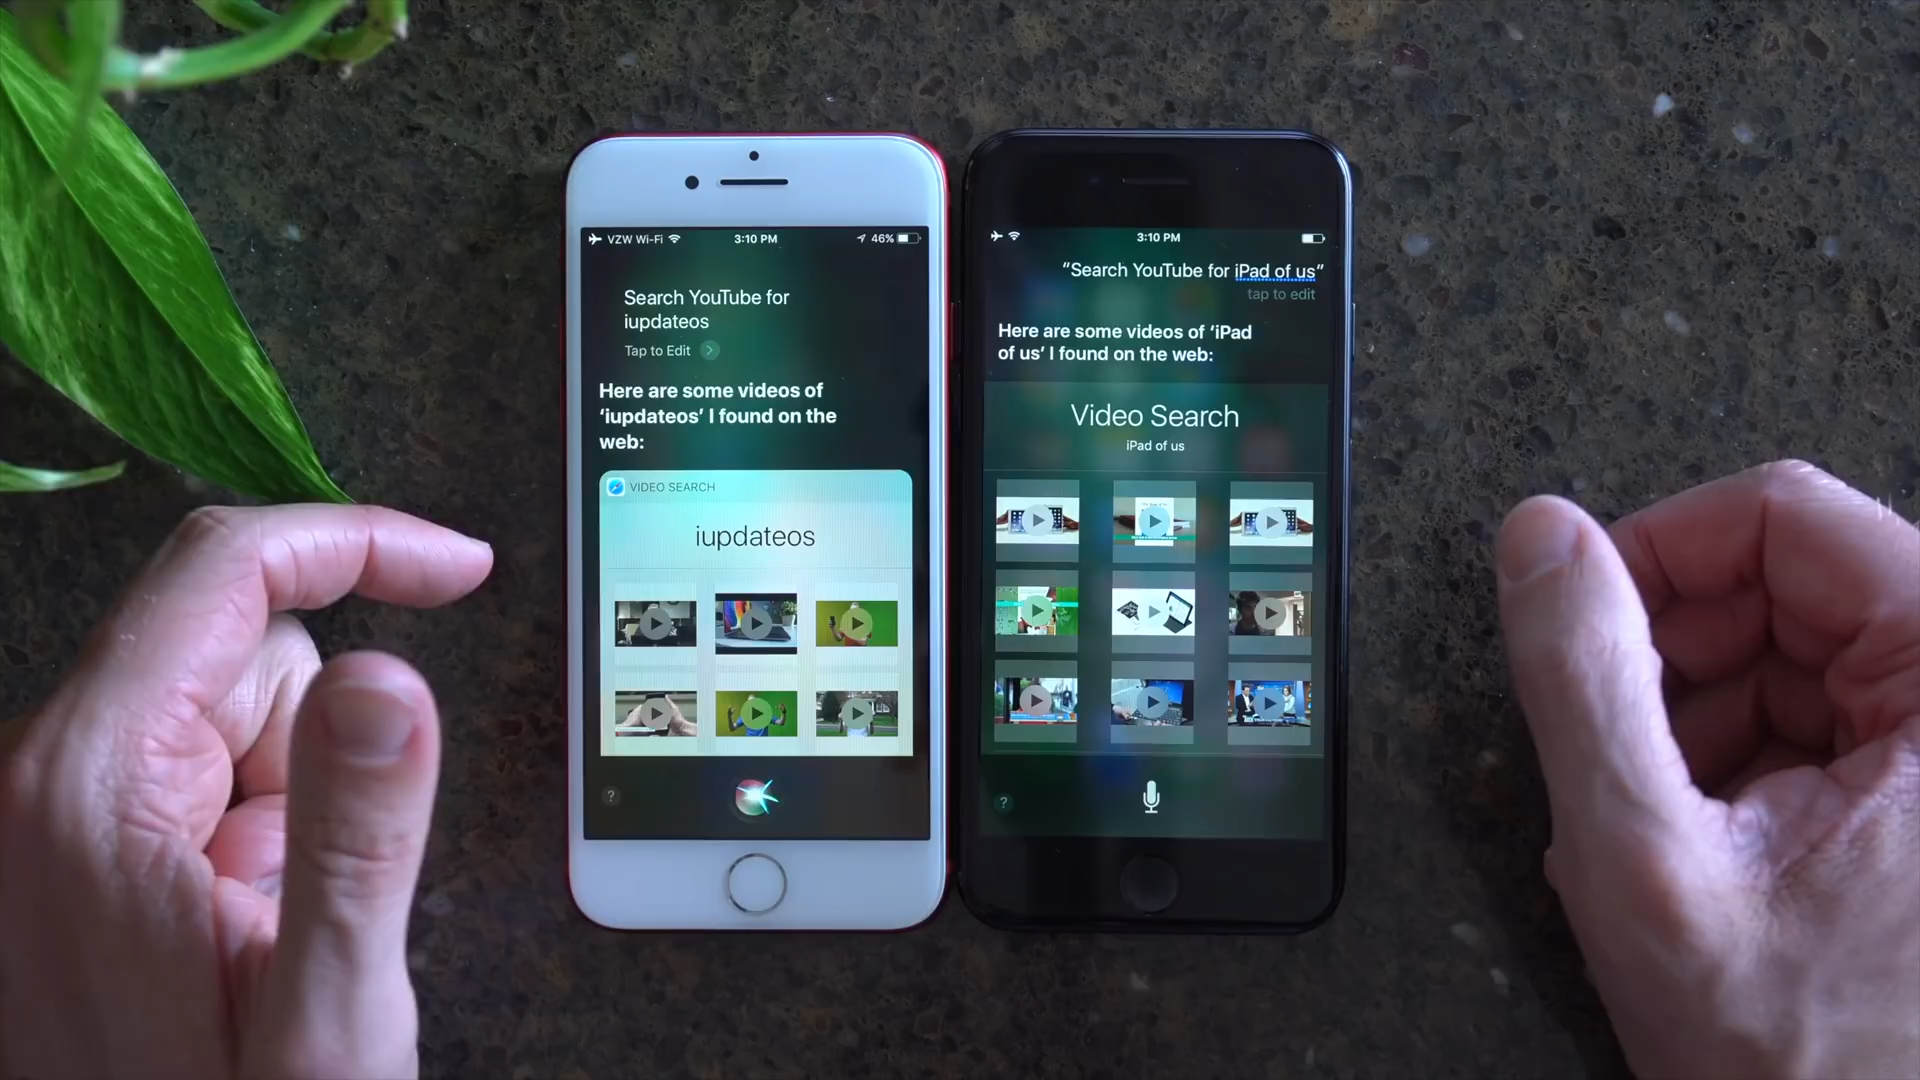 VZW Wi-Fi
3:10 PM
46%
Search YouTube for
iupdateos
Tap to Edit
Here are some videos of
‘iupdateos’ I found on the
web:
VIDEO SEARCH
iupdateos
?
3:10 PM
“Search YouTube for iPad of us”
tap to edit
Here are some videos of ‘iPad
of us’ I found on the web:
Video Search
iPad of us
?